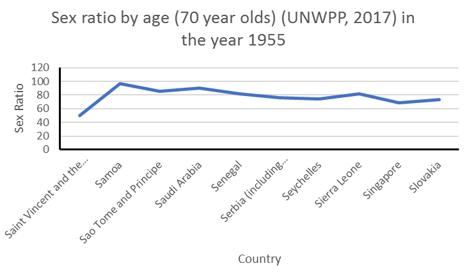 Sex ratio by age (70 year olds) (UNWPP, 2017) in
the year 1955
Sex Ratio
120
100
80
60
40
20
0
Saint Vincent and the...
Samoa
Sao Tome and Principe
Saudi Arabia
Senegal
Serbia (including...
Seychelles
Sierra Leone
Singapore
Slovakia
Country